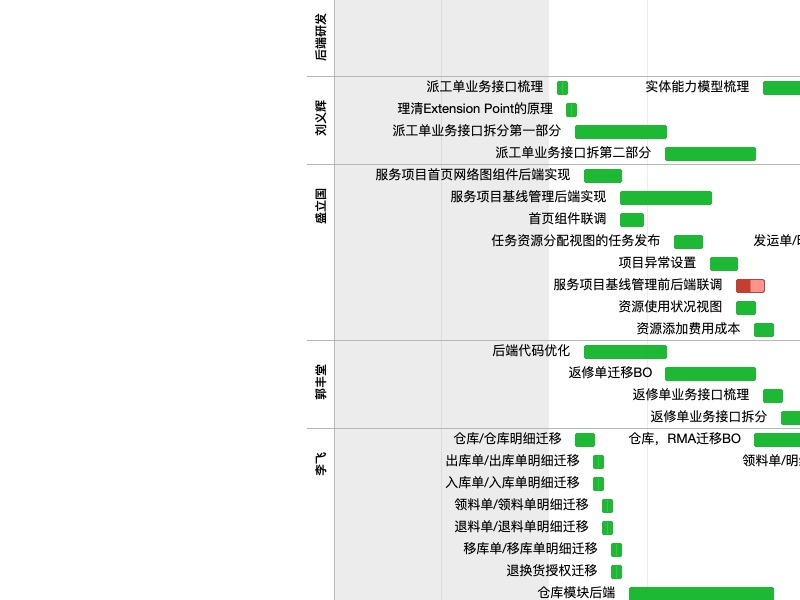 后端研发
刘义辉
派工单业务接口梳理
实体能力模型梳理
理清Extension Point的原理
派工单业务接口拆分第一部分
派工单业务接口拆第二部分
盛立国
服务项目首页网络图组件后端实现
服务项目基线管理后端实现
首页组件联调
任务资源分配视图的任务发布
发运单/
项目异常设置
服务项目基线管理前后端联调
资源使用状况视图
资源添加费用成本
郭丰堂
后端代码优化
返修单迁移BO
返修单业务接口梳理
返修单业务接口拆分
李飞
仓库/仓库明细迁移
仓库，RMA迁移BO
出库单/出库单明细迁移
领料单/明
入库单/入库单明细迁移
领料单/领料单明细迁移
退料单/退料单明细迁移
移库单/移库单明细迁移
退换货授权迁移
仓库模块后端